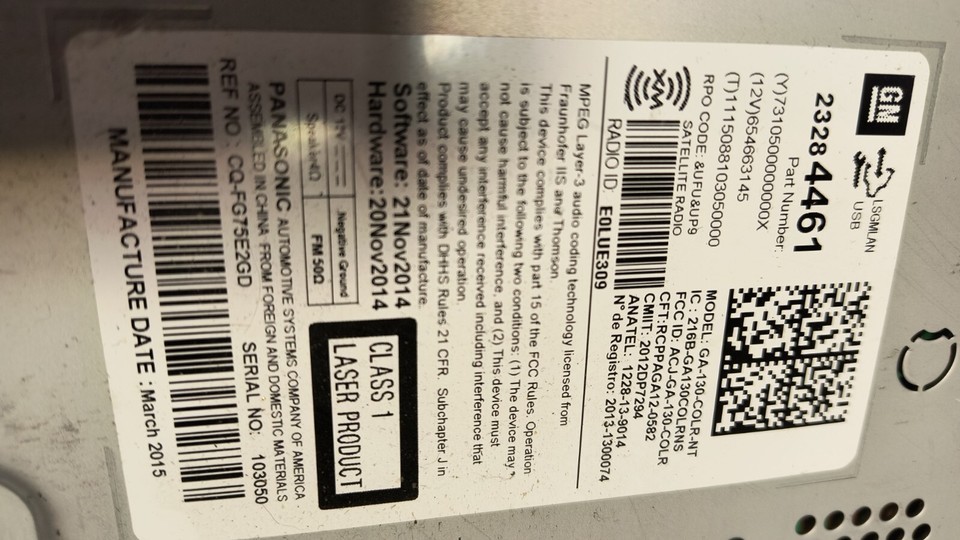 GM
LSGMLAN
USB
23284461
Part Number:
(Y)7310500000000X
(12V)654663145
(T)1115088103050000
RPO CODE: &UFU&UP9
XM
SATELLITE RADIO
RADIO ID: E0LUE309
MODEL: GA-130-COLR-NT
IC : 216B-GA130COLRNS
FCC ID: ACJ-GA-130-COLR
CFT:RCPPAGA12-0582
CMIIT: 2012DP7294
ANATEL: 1228-13-9014
N° de Registro: 2013-1300074
MPEG Layer-3 audio coding technology licensed from
Fraunhofer IIS and Thomson.
This device complies with part 15 of the FCC Rules. Operation
is subject to the following two conditions: (1) The device may
not cause harmful interference, and (2) This device must
accept any interference received including interference that
may cause undesired operation.
Product complies with DHHS Rules 21 CFR, Subchapter J in
effect as of date of manufacture.
Software: 21Nov2014
Hardware:20Nov2014
DC 12V Negative Ground
Speaker4Ω FM 50Ω
CLASS 1
LASER PRODUCT
PANASONIC AUTOMOTIVE SYSTEMS COMPANY OF AMERICA
ASSEMBLED IN CHINA FROM FOREIGN AND DOMESTIC MATERIALS
REF NO : CQ-FG75E2GD SERIAL NO: 103050
MANUFACTURE DATE :March 2015